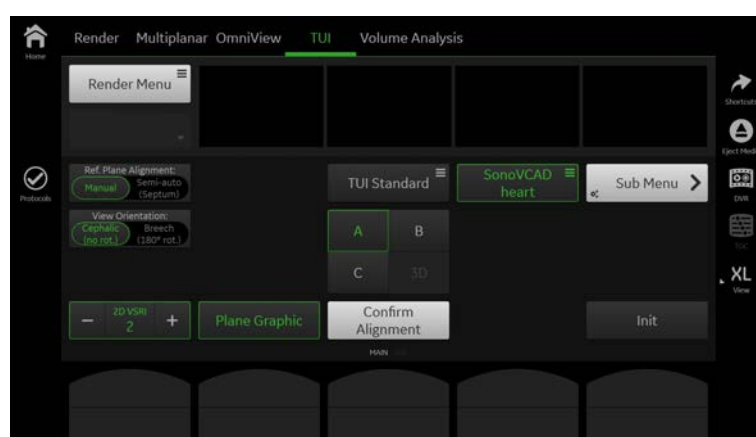 Render Multiplanar OmniView TUI Volume Analysis
Home
Render Menu
Shortcuts
Eject Media
Protocols
Ref. Plane Alignment:
Manual Semi-auto (Septum)
TUI Standard
SonoVCAD heart
Sub Menu
DVR
View Orientation:
Cephalic (no rot.) Breech (180° rot.)
A B
TGC
C 3D
XL
View
2D VSRI
− 2 +
Plane Graphic
Confirm Alignment
Init
MAIN